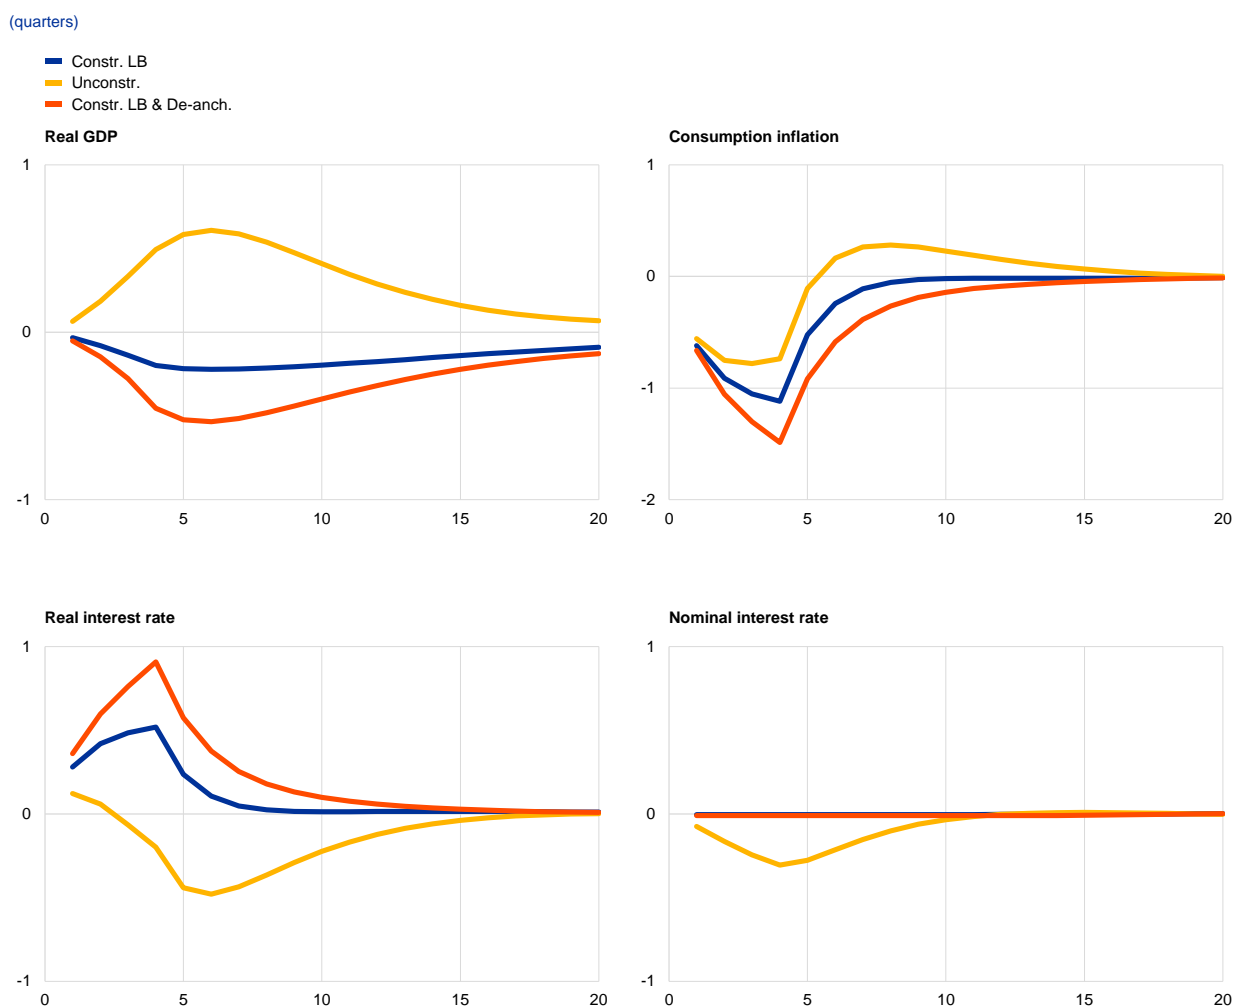 (quarters)
Constr. LB
Unconstr.
Constr. LB & De-anch.
Real GDP
1
0
-1
0 5 10 15 20
Consumption inflation
1
0
-1
-2
0 5 10 15 20
Real interest rate
1
0
-1
0 5 10 15 20
Nominal interest rate
1
0
-1
0 5 10 15 20